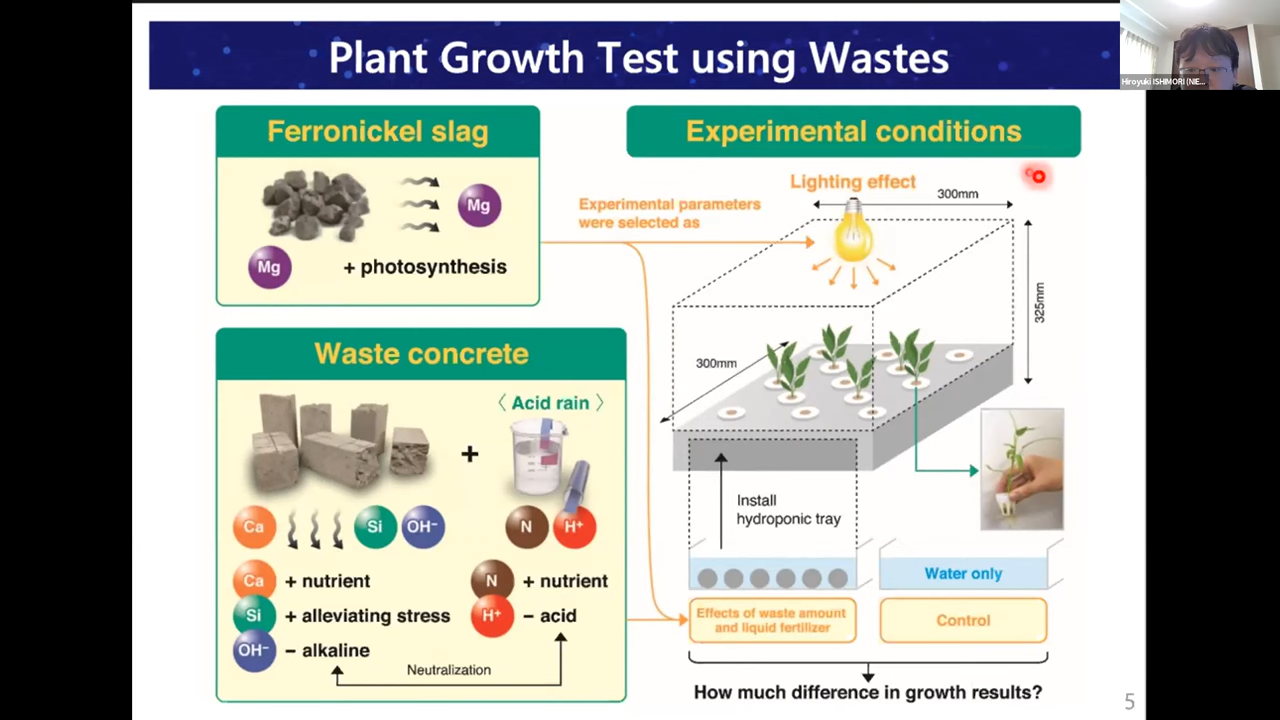 Plant Growth Test using Wastes
Hiroyuki ISHIMORI (NE...
Ferronickel slag
Mg
Mg
+ photosynthesis
Experimental conditions
Lighting effect
Experimental parameters
were selected as
300mm
325mm
300mm
Waste concrete
〈 Acid rain 〉
+
Ca
Si
OH⁻
N
H⁺
Ca + nutrient
Si + alleviating stress
OH⁻ − alkaline
N + nutrient
H⁺ − acid
Neutralization
Install
hydroponic tray
Water only
Effects of waste amount
and liquid fertilizer
Control
How much difference in growth results?
5